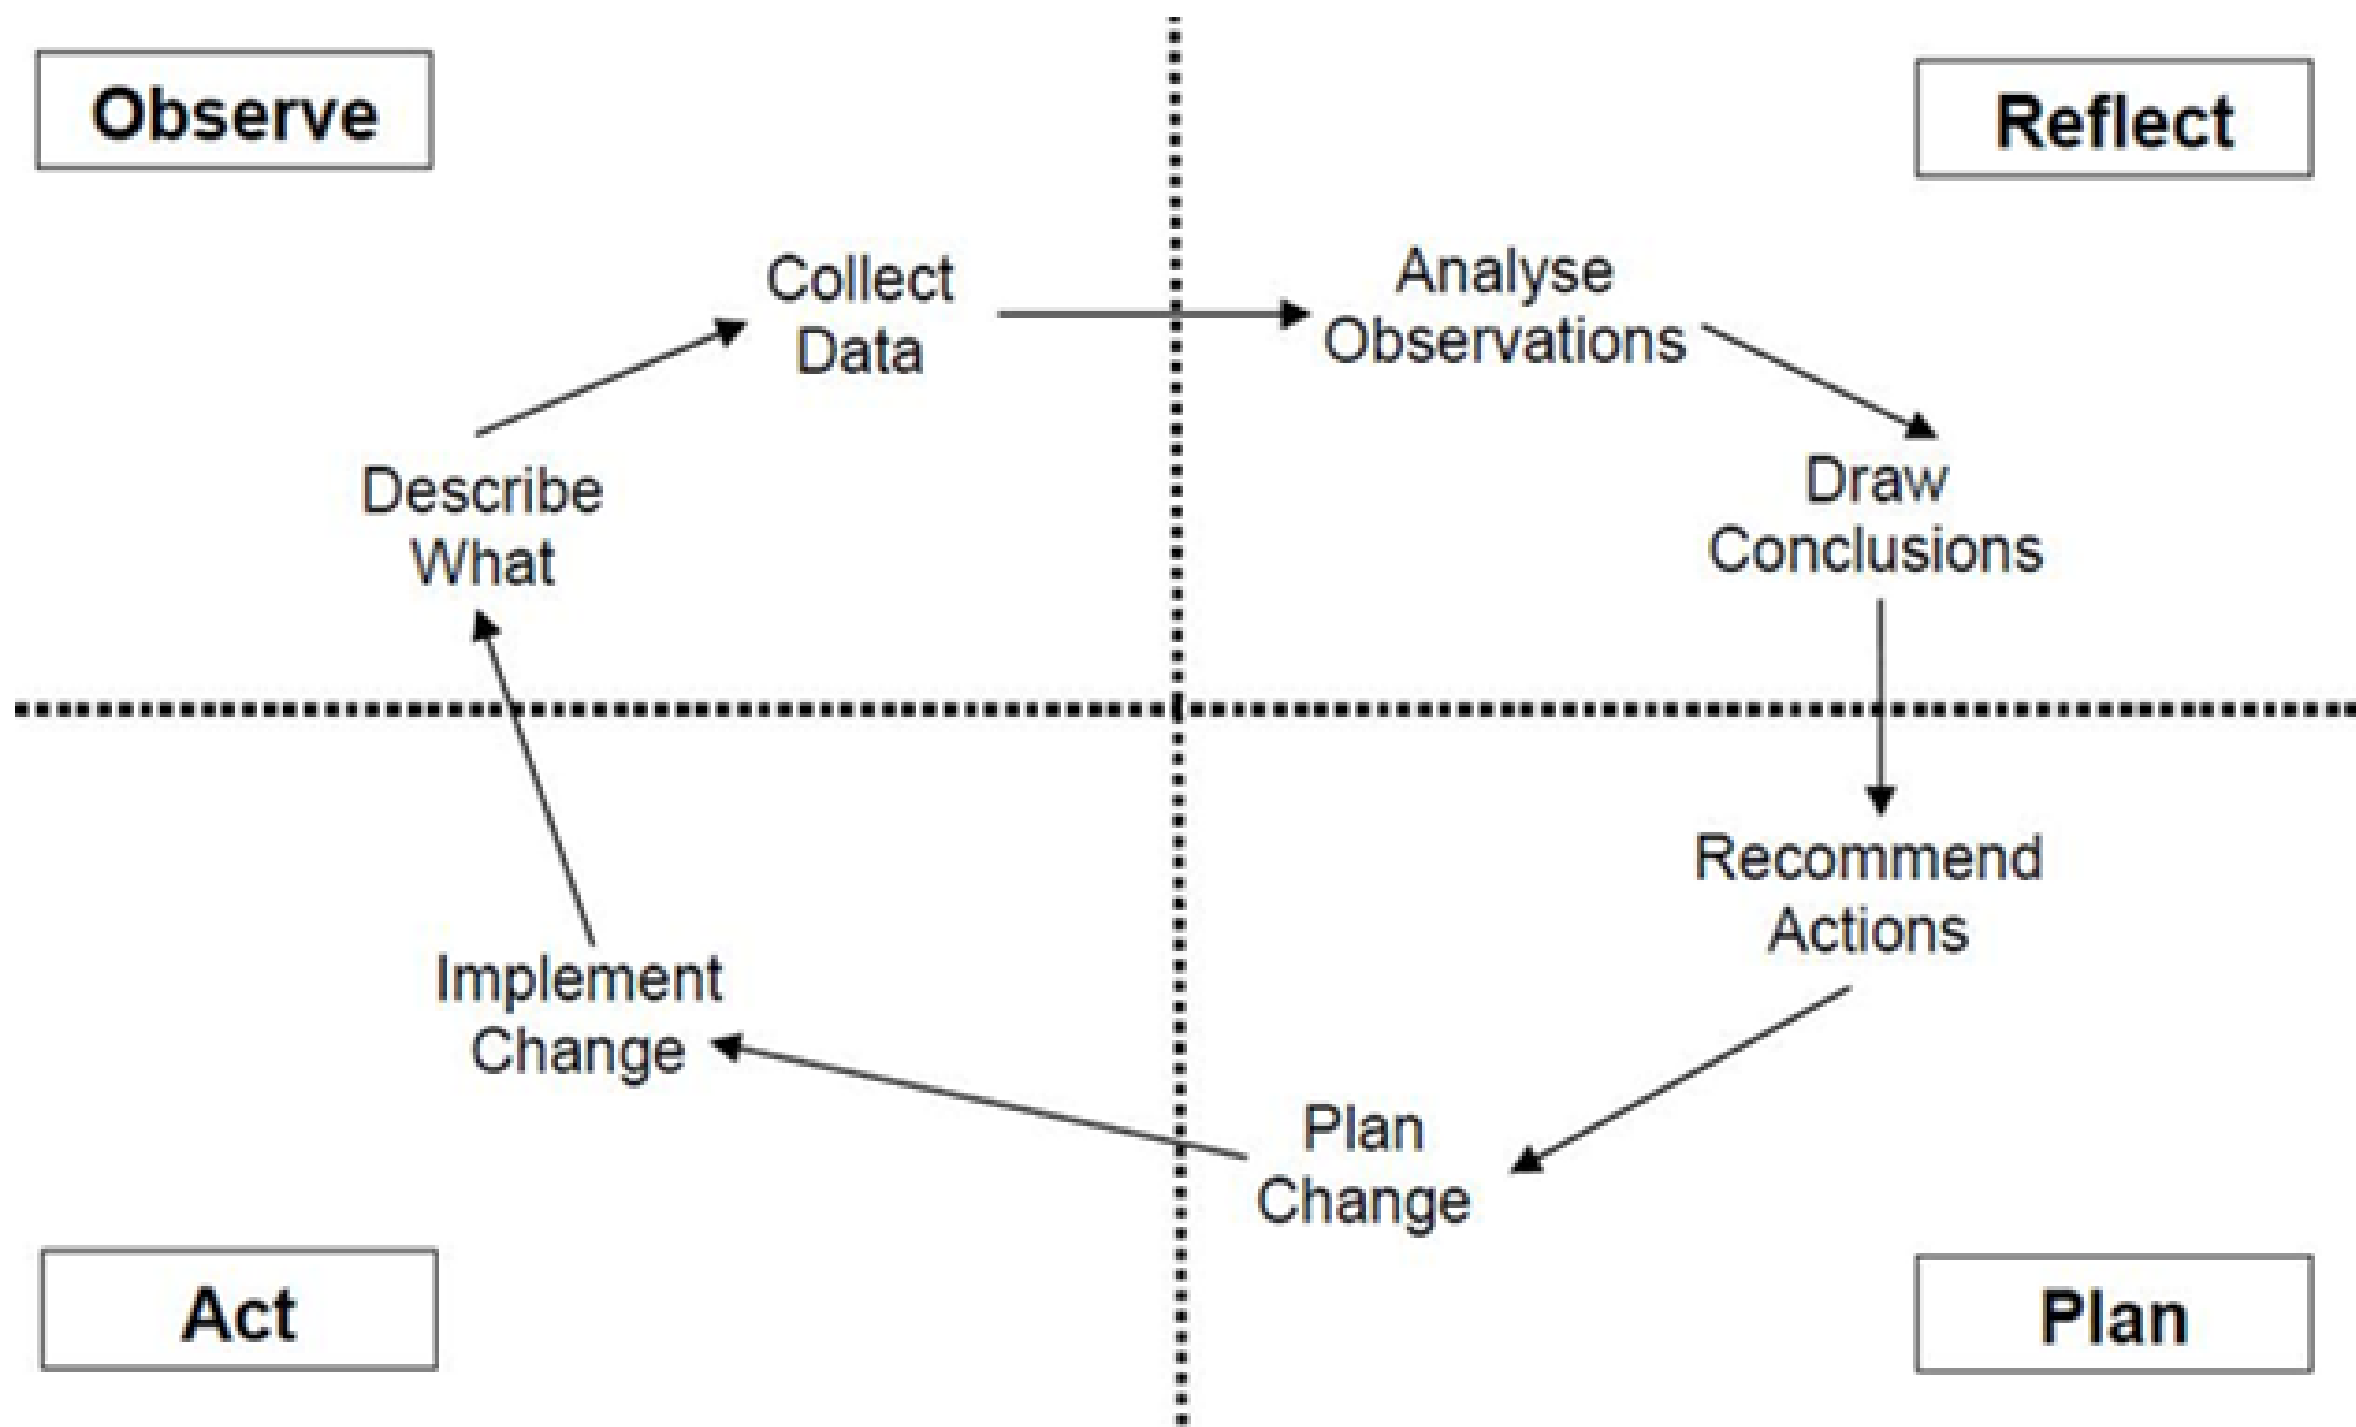 Observe
Reflect
Collect
Data
Analyse
Observations
Describe
What
Draw
Conclusions
Recommend
Actions
Implement
Change
Plan
Change
Act
Plan